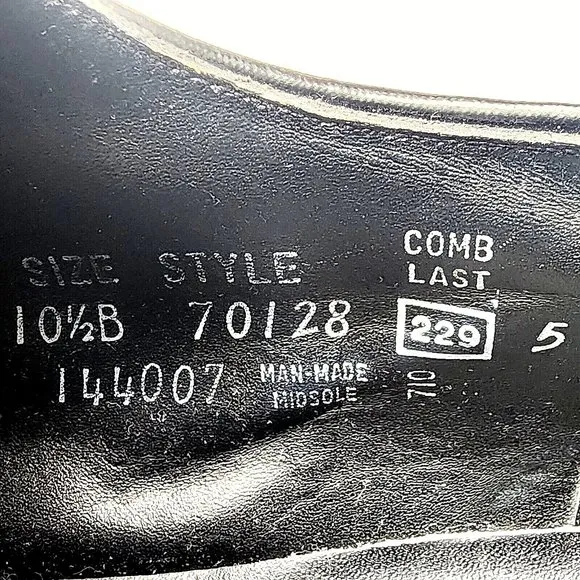 SIZE STYLE
COMB
LAST
10½B 70128 229 5
144007 MAN-MADE
MIDSOLE
710